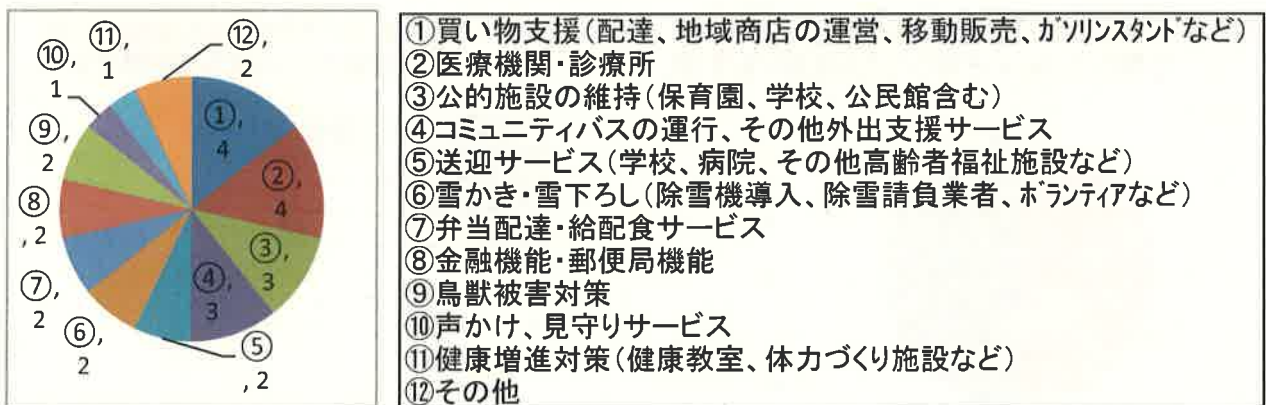 ①, 4
②, 4
③, 3
④, 3
⑤, 2
⑥, 2
⑦, 2
⑧, 2
⑨, 2
⑩, 1
⑪, 1
⑫, 2
①買い物支援(配達、地域商店の運営、移動販売、ｶﾞｿﾘﾝｽﾀﾝﾄﾞなど)
②医療機関・診療所
③公的施設の維持(保育園、学校、公民館含む)
④コミュニティバスの運行、その他外出支援サービス
⑤送迎サービス(学校、病院、その他高齢者福祉施設など)
⑥雪かき・雪下ろし(除雪機導入、除雪請負業者、ﾎﾞﾗﾝﾃｨｱなど)
⑦弁当配達・給配食サービス
⑧金融機能・郵便局機能
⑨鳥獣被害対策
⑩声かけ、見守りサービス
⑪健康増進対策(健康教室、体力づくり施設など)
⑫その他